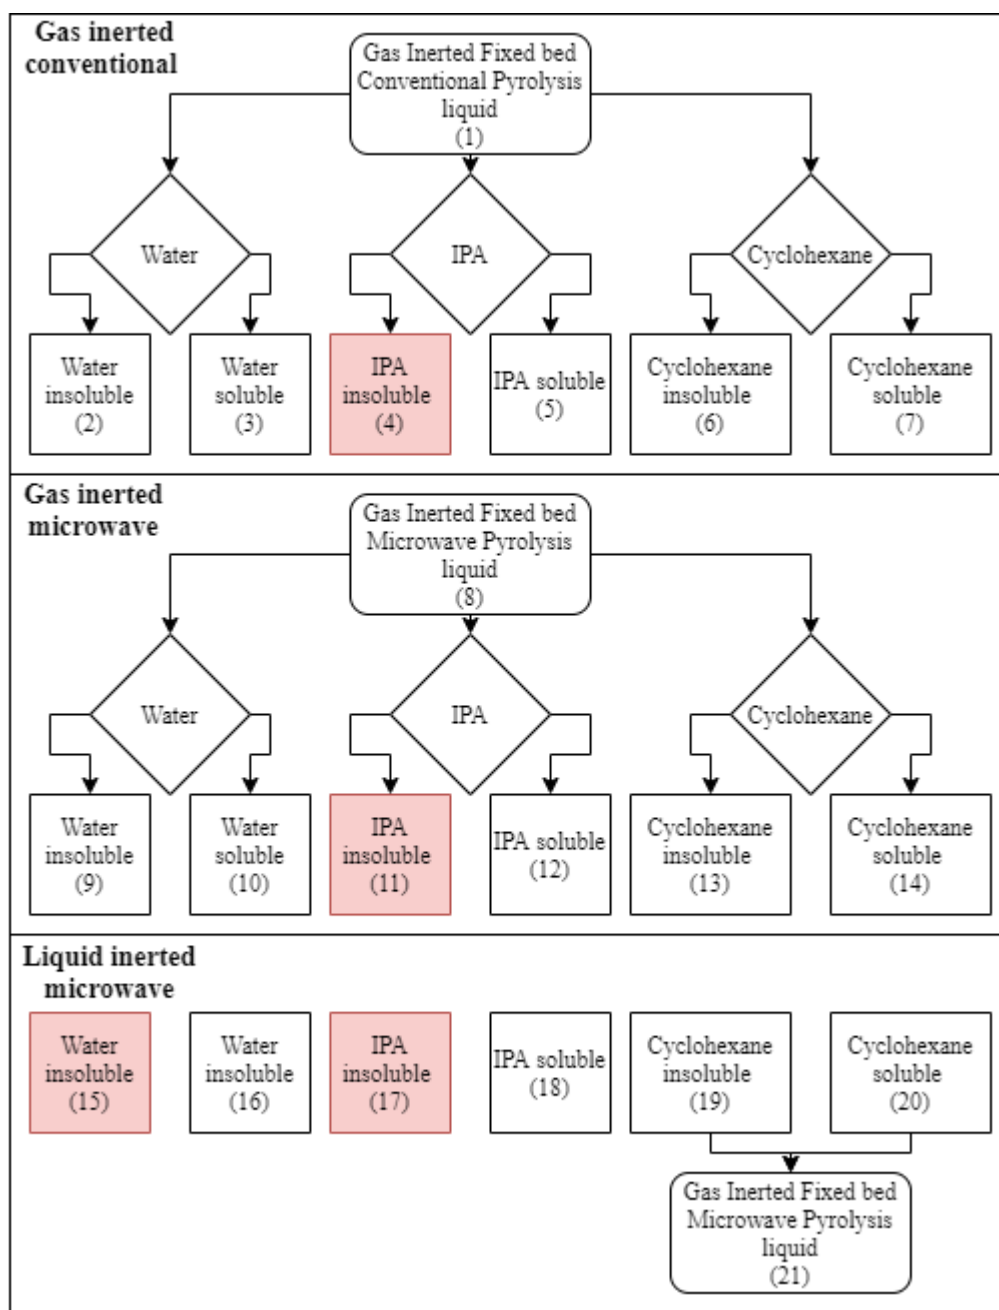 Gas inerted
conventional
Gas Inerted Fixed bed
Conventional Pyrolysis
liquid
(1)
Water
IPA
Cyclohexane
Water
insoluble
(2)
Water
soluble
(3)
IPA
insoluble
(4)
IPA soluble
(5)
Cyclohexane
insoluble
(6)
Cyclohexane
soluble
(7)
Gas inerted
microwave
Gas Inerted Fixed bed
Microwave Pyrolysis
liquid
(8)
Water
IPA
Cyclohexane
Water
insoluble
(9)
Water
soluble
(10)
IPA
insoluble
(11)
IPA soluble
(12)
Cyclohexane
insoluble
(13)
Cyclohexane
soluble
(14)
Liquid inerted
microwave
Water
insoluble
(15)
Water
insoluble
(16)
IPA
insoluble
(17)
IPA soluble
(18)
Cyclohexane
insoluble
(19)
Cyclohexane
soluble
(20)
Gas Inerted Fixed bed
Microwave Pyrolysis
liquid
(21)